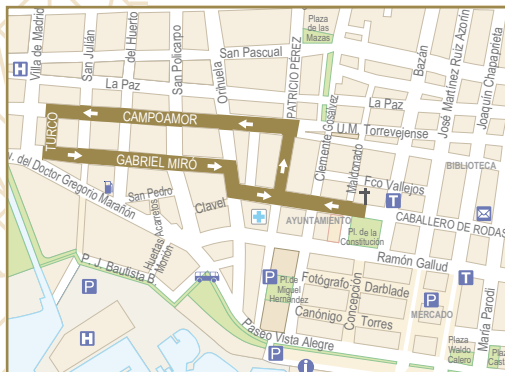 Villa de Madrid
San Julián
del Huerto
San Policarpo
Orihuela
San Pascual
PATRICIO PÉREZ
Plaza
de las
Mazas
Bazán
José Martínez Ruiz Azorín
Joaquín Chapaprieta
H
La Paz
La Paz
CAMPOAMOR
TURCO
Clemente Gosálvez
U.M. Torrevejense
Maldonado
GABRIEL MIRÓ
BIBLIOTECA
del Doctor Gregorio Marañón
San Pedro
Fco Vallejos
T
Clavel
Huertas
Acarretos
Morión
AYUNTAMIENTO
CABALLERO DE RODAS
Pl. de la
Constitución
P. J. Bautista B.
Ramón Gallud
P
P
Pl. de
Miguel
Hernández
Fotógrafo
Darblade
Concepción
T
P
MERCADO
María Parodi
Canónigo
Torres
Paseo Vista Alegre
H
P
i
Plaza
Waldo
Calero